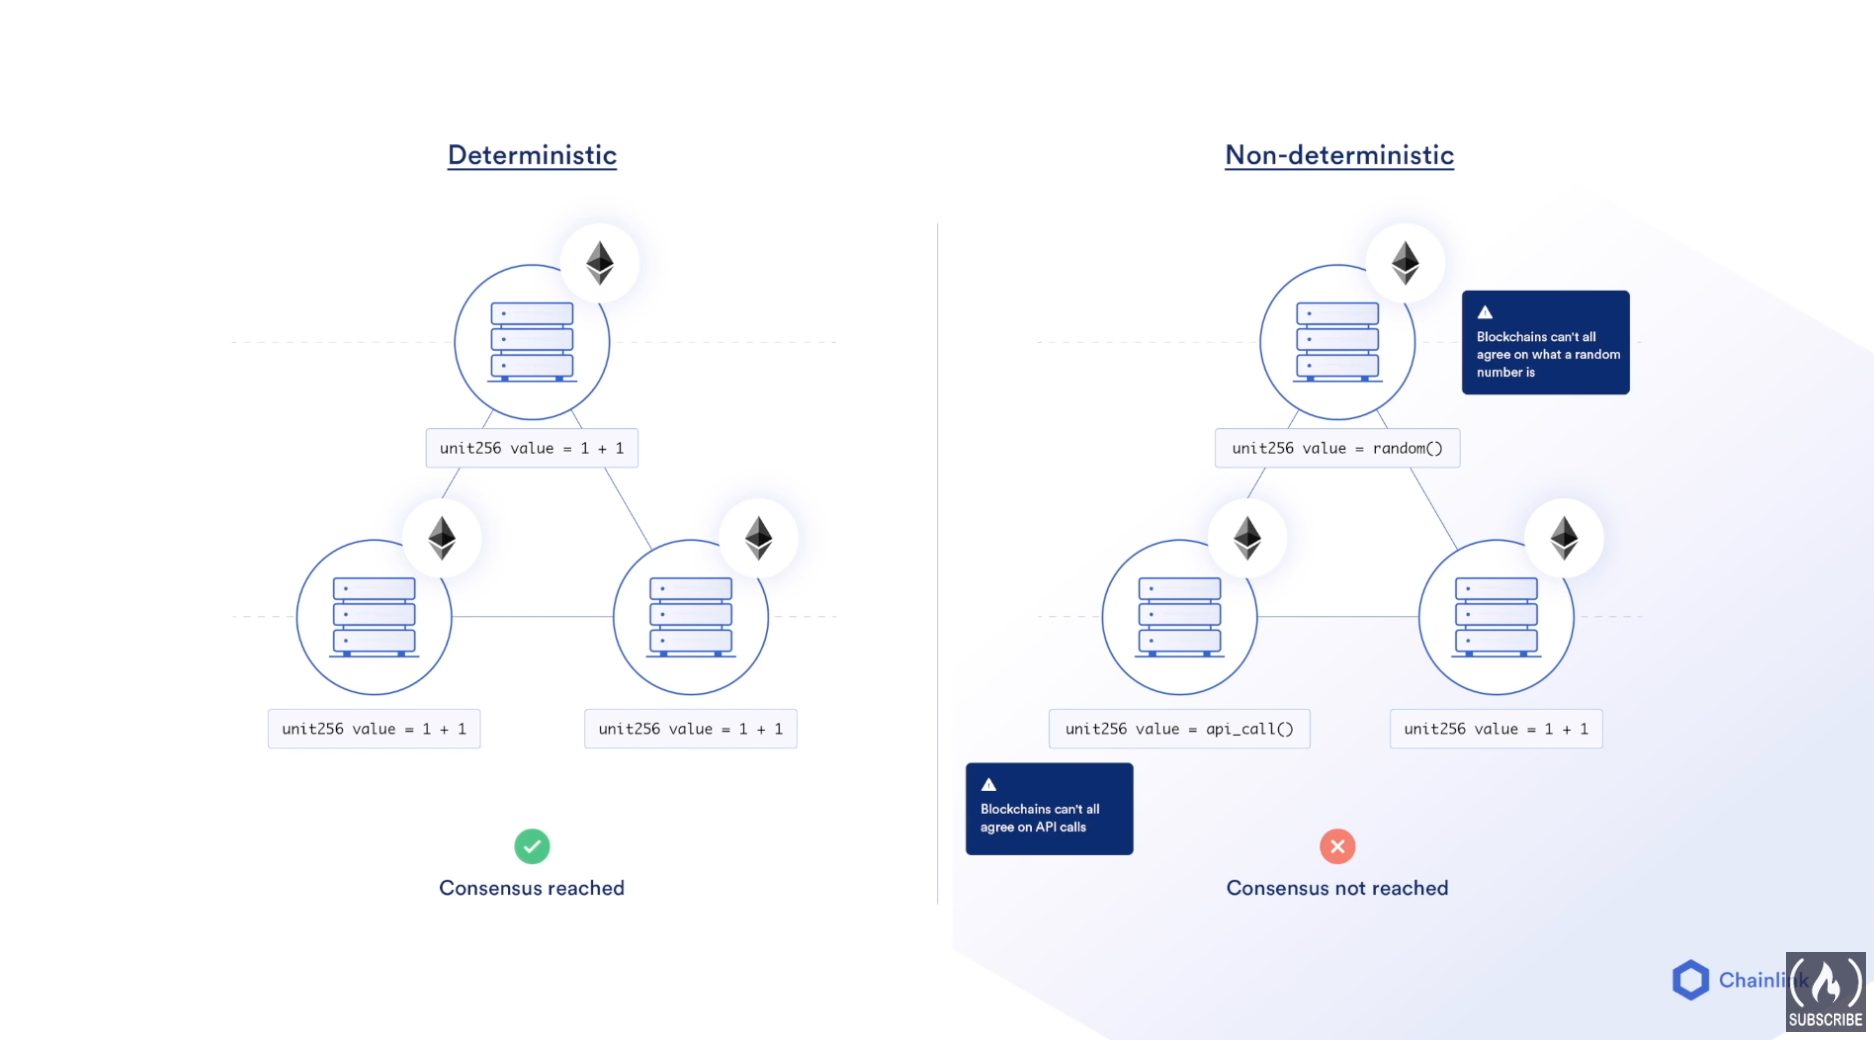 Deterministic
unit256 value = 1 + 1
unit256 value = 1 + 1
unit256 value = 1 + 1
Consensus reached
Non-deterministic
Blockchains can't all
agree on what a random
number is
unit256 value = random()
unit256 value = api_call()
unit256 value = 1 + 1
Blockchains can't all
agree on API calls
Consensus not reached
Chainlink
SUBSCRIBE